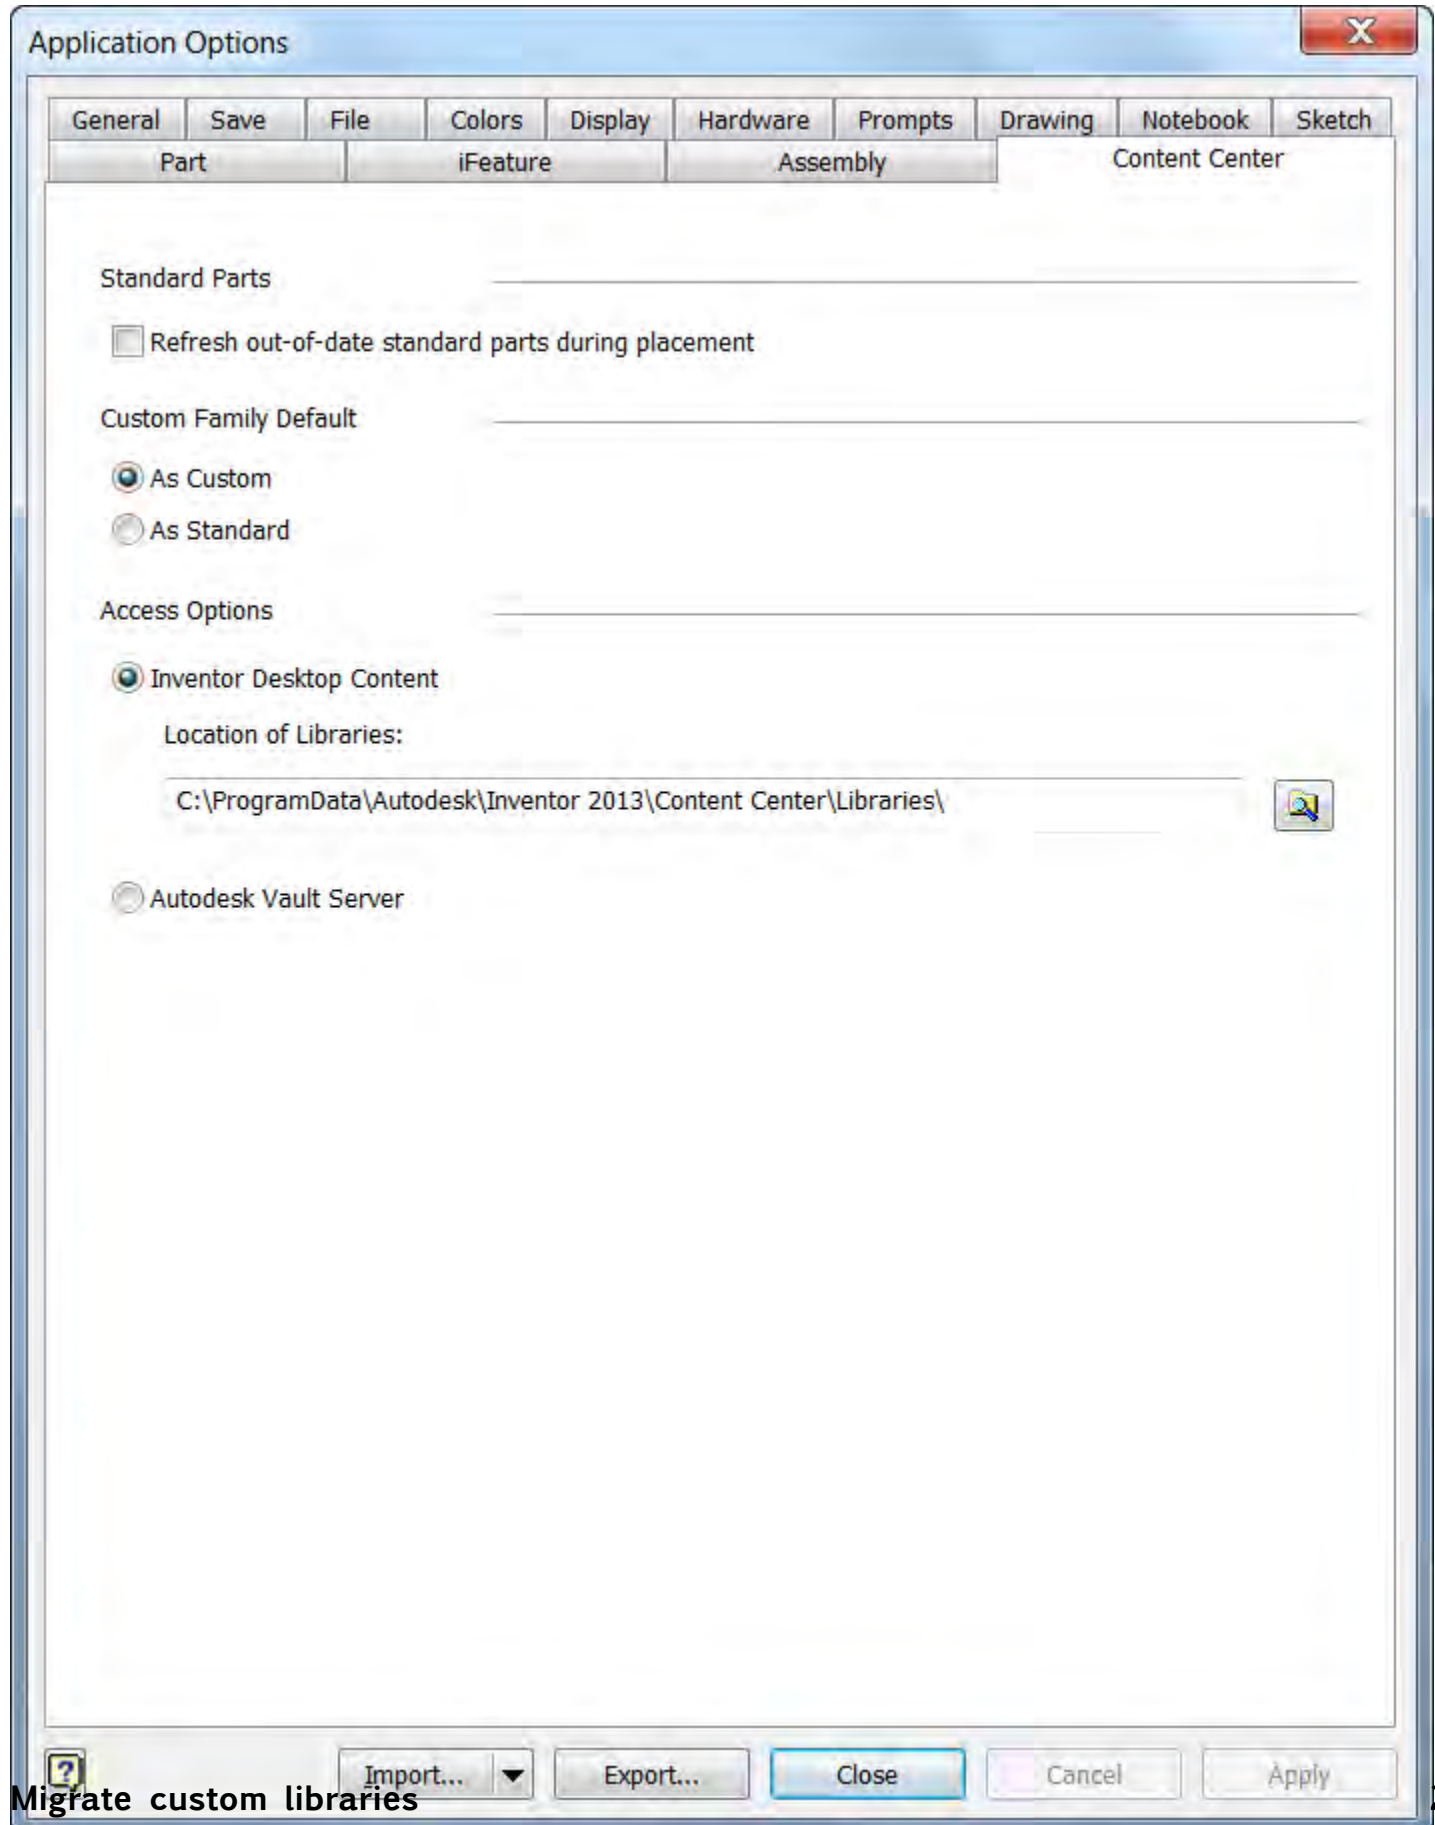 Application Options
X
General Save File Colors Display Hardware Prompts Drawing Notebook Sketch
Part iFeature Assembly Content Center
Standard Parts
Refresh out-of-date standard parts during placement
Custom Family Default
As Custom
As Standard
Access Options
Inventor Desktop Content
Location of Libraries:
C:\ProgramData\Autodesk\Inventor 2013\Content Center\Libraries\
Autodesk Vault Server
? Import... Export... Close Cancel Apply
Migrate custom libraries